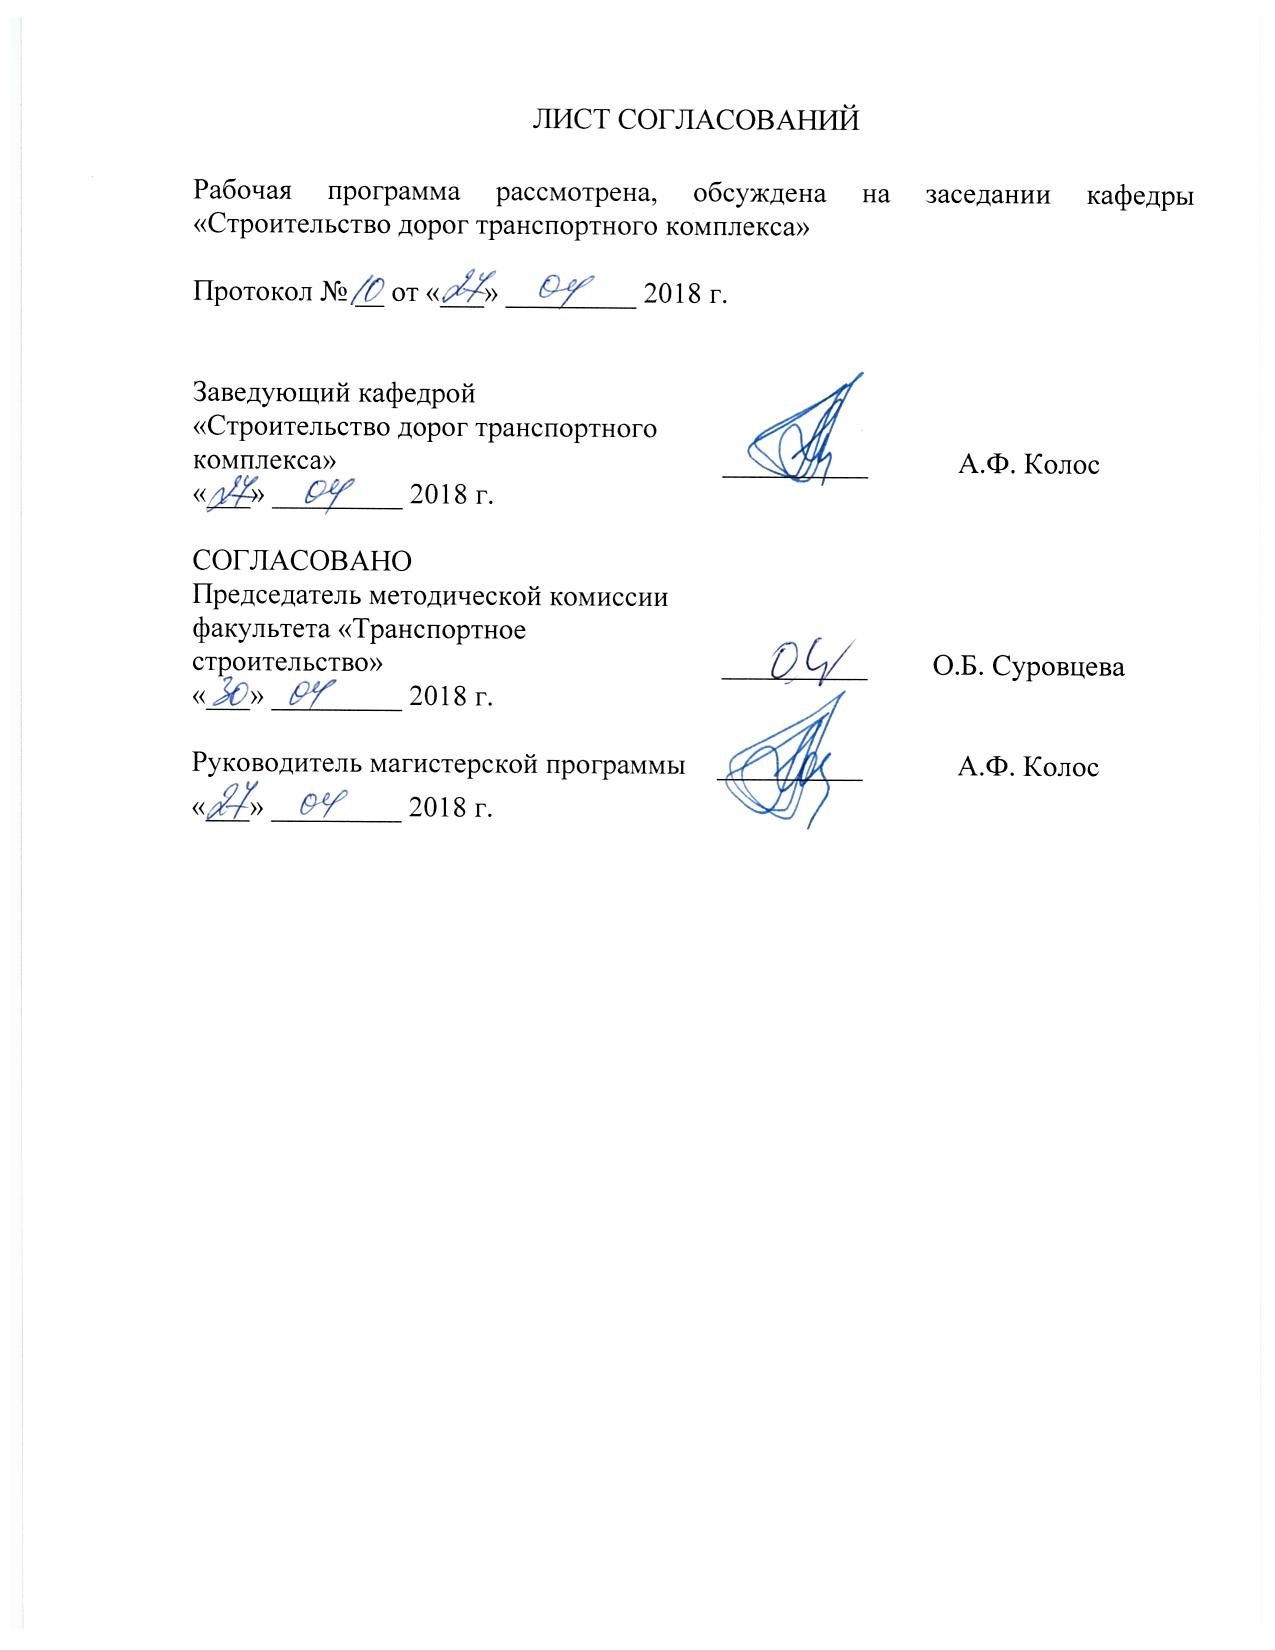 ЛИСТ СОГЛАСОВАНИЙ
Рабочая программа рассмотрена, обсуждена на заседании кафедры
«Строительство дорог транспортного комплекса»
Протокол № 10 от «27» 04 2018 г.
Заведующий кафедрой
«Строительство дорог транспортного
комплекса» А.Ф. Колос
«27» 04 2018 г.
СОГЛАСОВАНО
Председатель методической комиссии
факультета «Транспортное
строительство» О.Б. Суровцева
«30» 04 2018 г.
Руководитель магистерской программы А.Ф. Колос
«27» 04 2018 г.